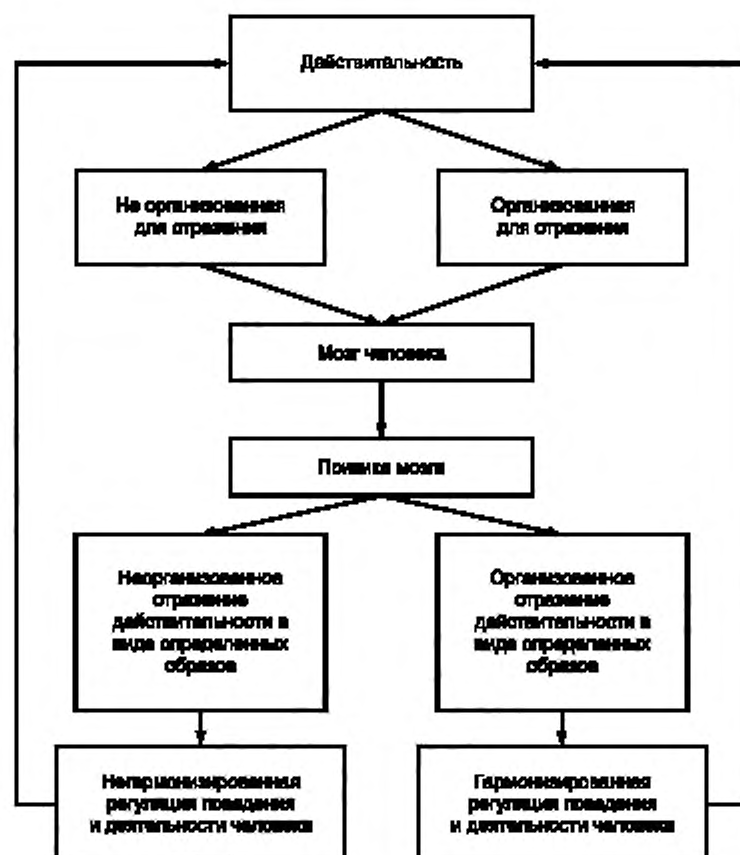 Действительность
Не организованная
для отражения
Организованная
для отражения
Мозг человека
Психика мозга
Неорганизованное
отражение
действительности в
виде определенных
образов
Организованное
отражение
действительности в
виде определенных
образов
Негармонизированная
регуляция поведения
и деятельности человека
Гармонизированная
регуляция поведения
и деятельности человека